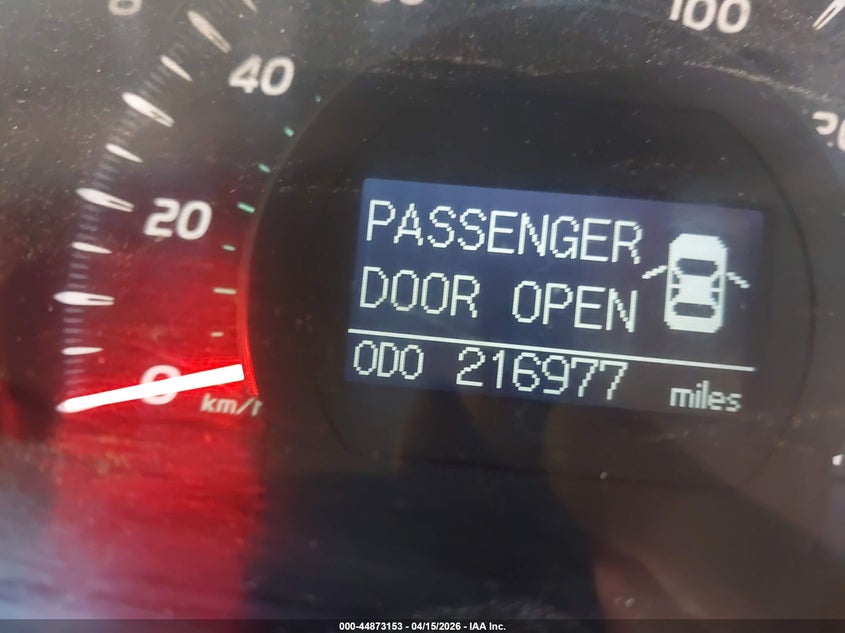 100
40
20
0
km/h
PASSENGER
DOOR OPEN
ODO 216977 miles
000-44873153 - 04/15/2026 - IAA Inc.